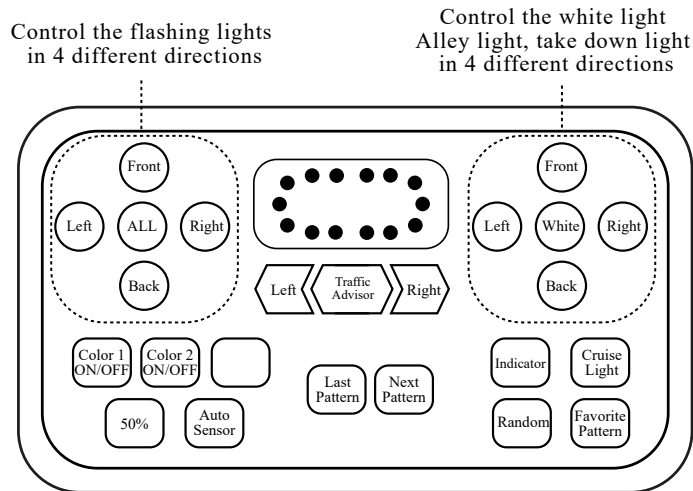 Control the flashing lights
in 4 different directions
Control the white light
Alley light, take down light
in 4 different directions
Front
Left
ALL
Right
Back
Left
Traffic
Advisor
Right
Front
Left
White
Right
Back
Color 1
ON/OFF
Color 2
ON/OFF
50%
Auto
Sensor
Last
Pattern
Next
Pattern
Indicator
Cruise
Light
Random
Favorite
Pattern